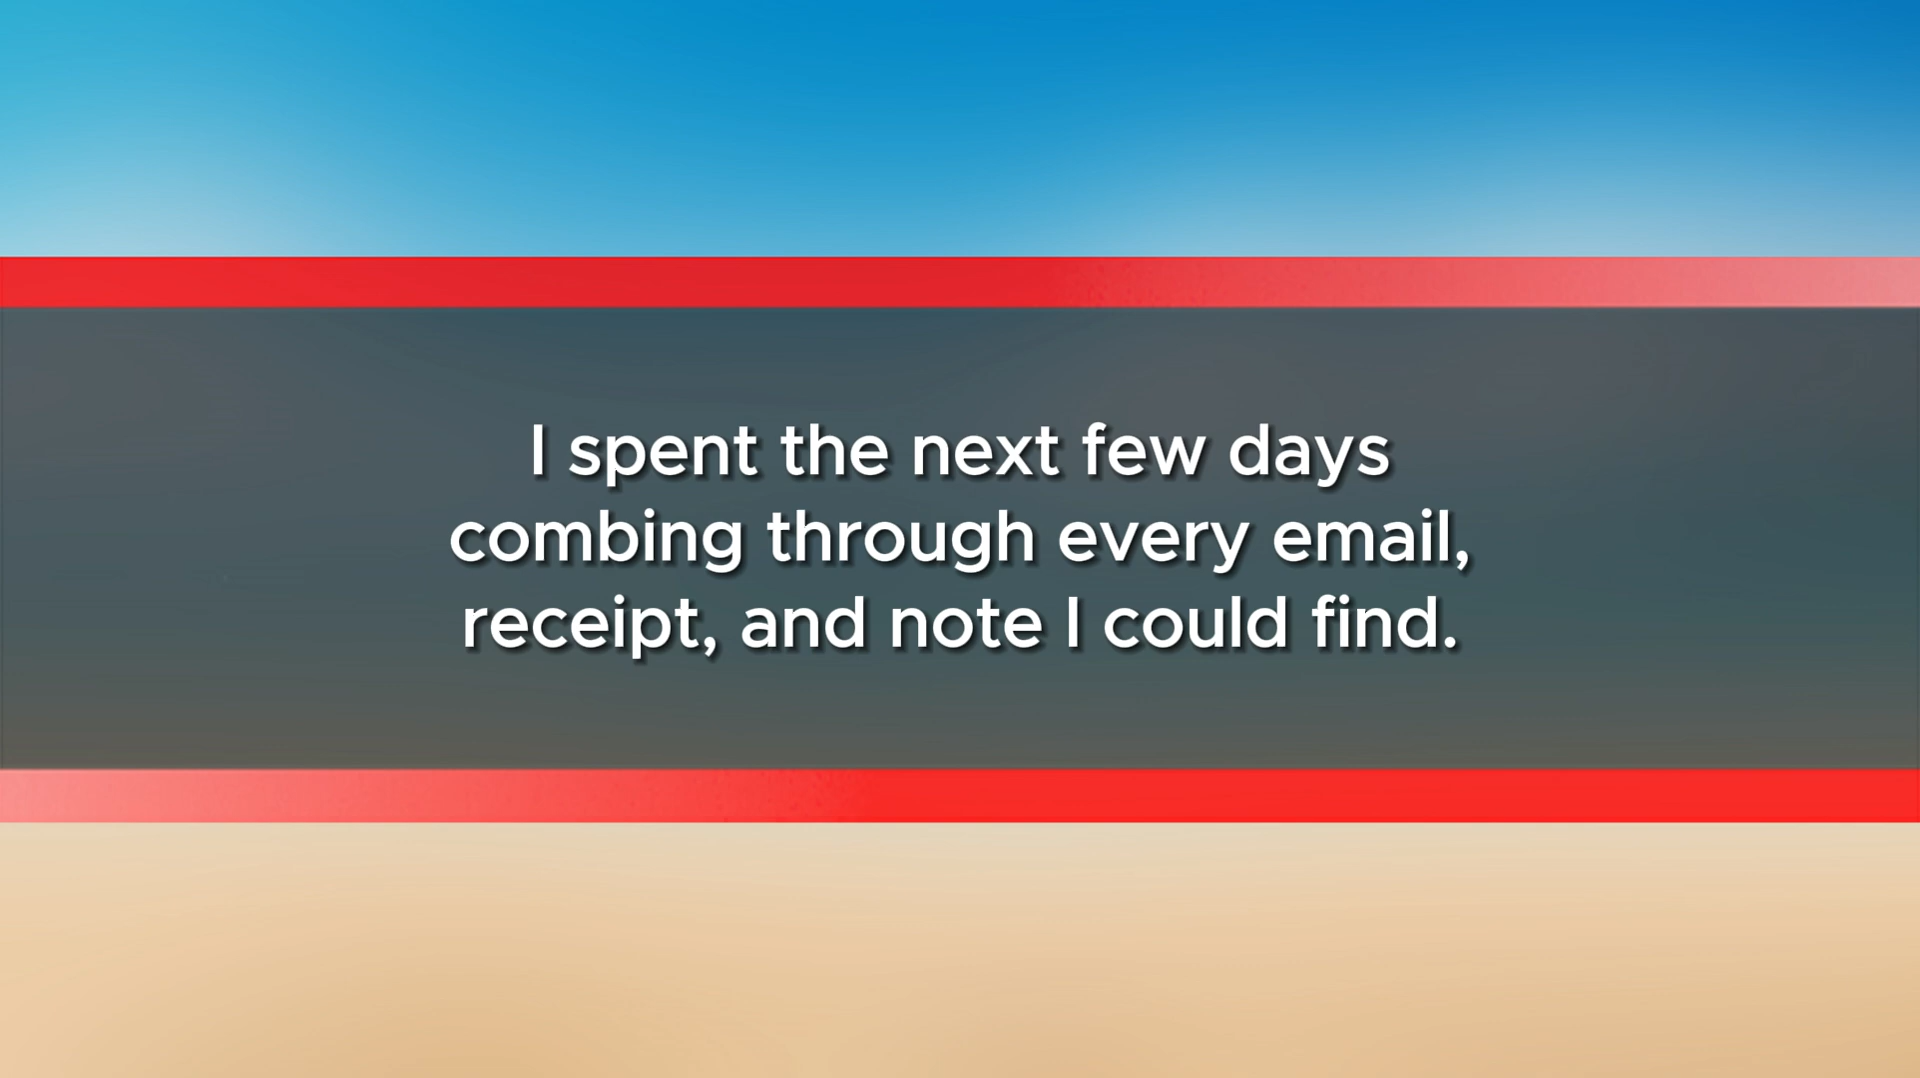 I spent the next few days
combing through every email,
receipt, and note I could find.